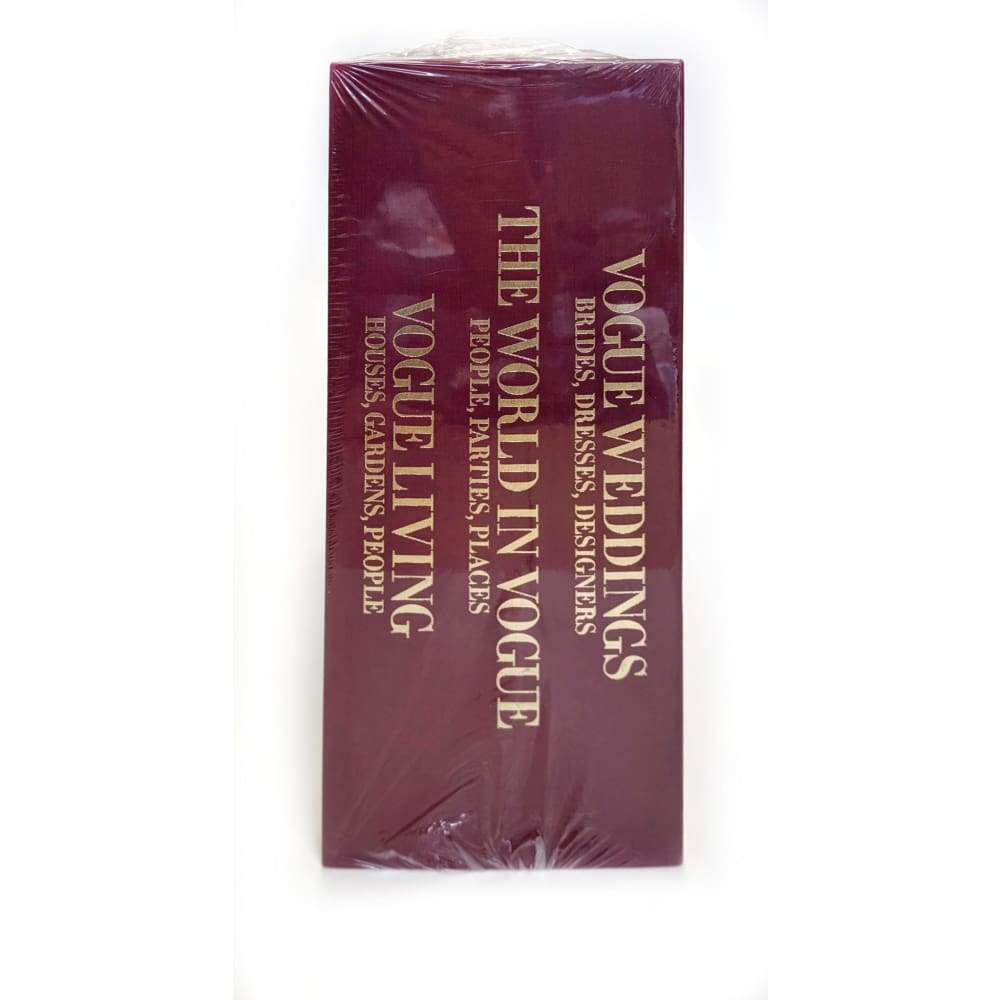 VOGUE WEDDINGS
BRIDES, DRESSES, DESIGNERS
THE WORLD IN VOGUE
PEOPLE, PARTIES, PLACES
VOGUE LIVING
HOUSES, GARDENS, PEOPLE